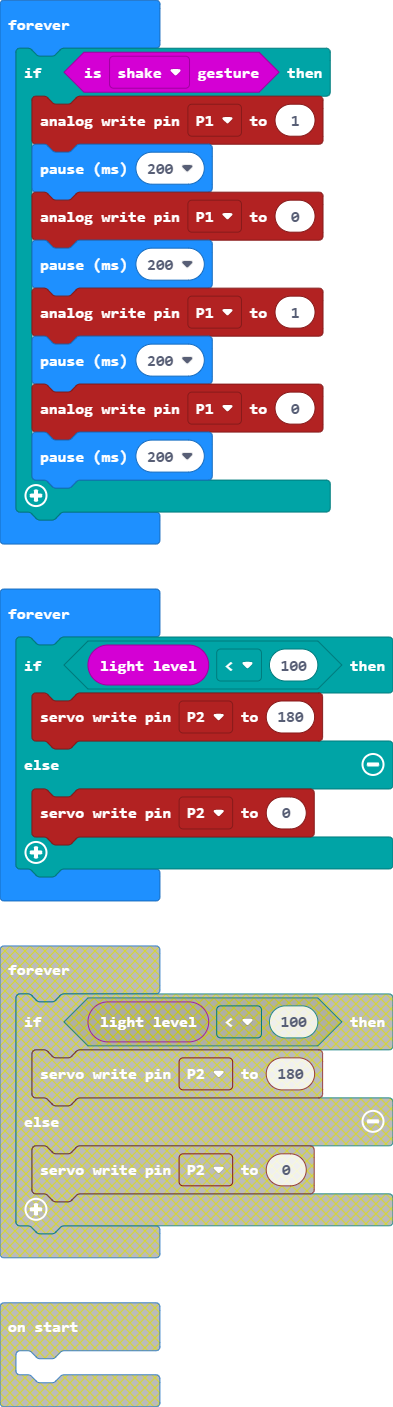 forever
if is shake gesture then
analog write pin P1 to 1
pause (ms) 200
analog write pin P1 to 0
pause (ms) 200
analog write pin P1 to 1
pause (ms) 200
analog write pin P1 to 0
pause (ms) 200
forever
if light level < 100 then
servo write pin P2 to 180
else
servo write pin P2 to 0
forever
if light level < 100 then
servo write pin P2 to 180
else
servo write pin P2 to 0
on start